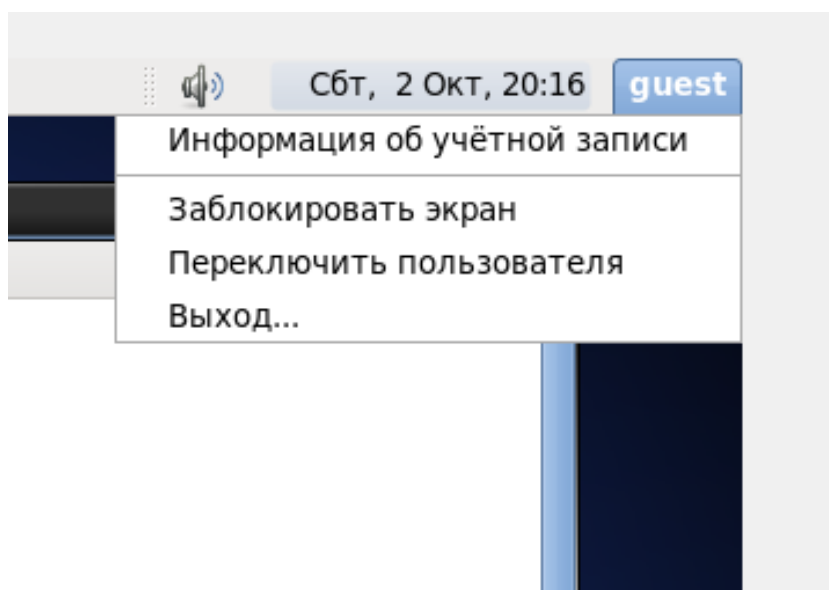 Сбт, 2 Окт, 20:16 guest
Информация об учётной записи
Заблокировать экран
Переключить пользователя
Выход...